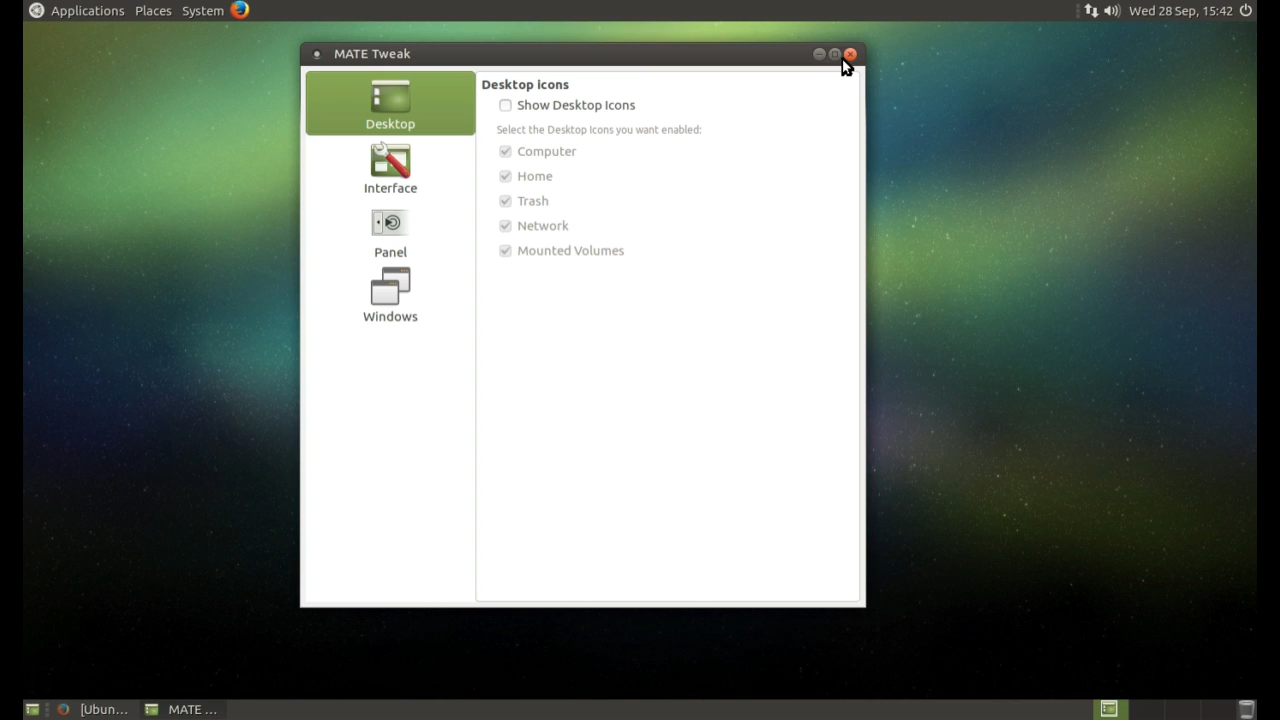 Applications Places System Wed 28 Sep, 15:42
MATE Tweak
Desktop
Interface
Panel
Windows
Desktop icons
Show Desktop Icons
Select the Desktop Icons you want enabled:
Computer
Home
Trash
Network
Mounted Volumes
[Ubun... MATE ...